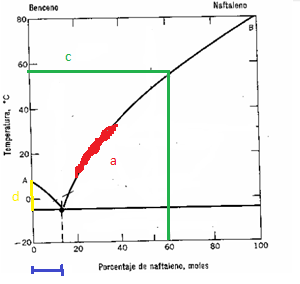 Benceno Naftaleno
80
60
40
20
0
−20
Temperatura, °C
A
B
c
a
d
0 20 40 60 80 100
Porcentaje de naftaleno, moles